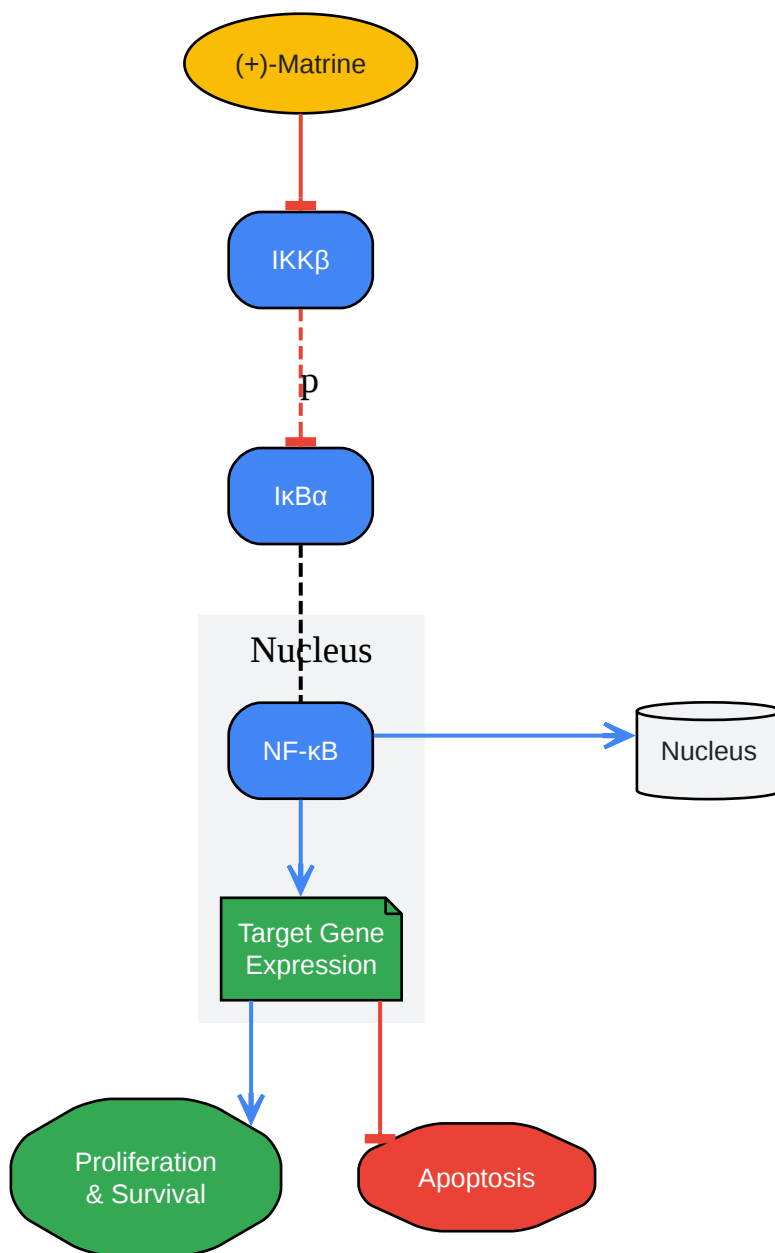 (+)-Matrine
IKKβ
p
IκBα
Nucleus
NF-κB
Nucleus
Target Gene
Expression
Proliferation
& Survival
Apoptosis